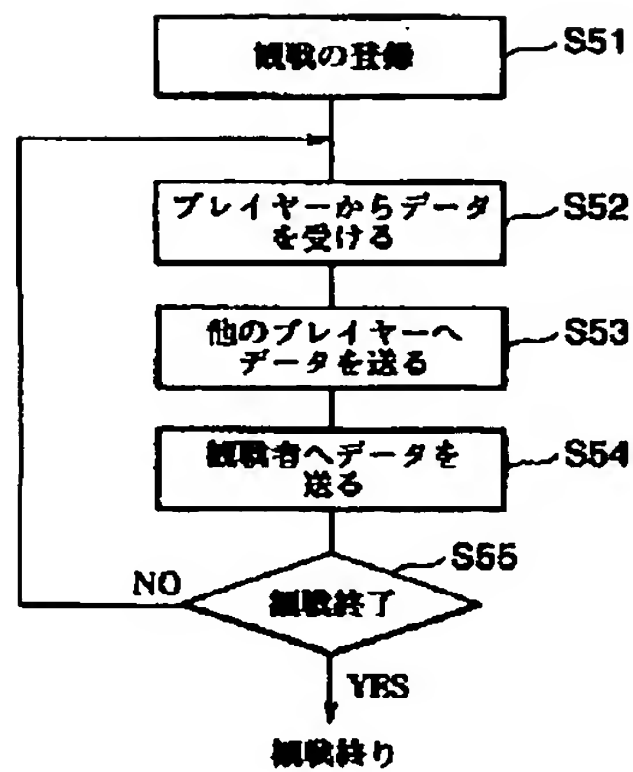 観戦の登録
S51
プレイヤーからデータ
を受ける
S52
他のプレイヤーへ
データを送る
S53
観戦者へデータを
送る
S54
S55
NO
観戦終了
YES
観戦終り